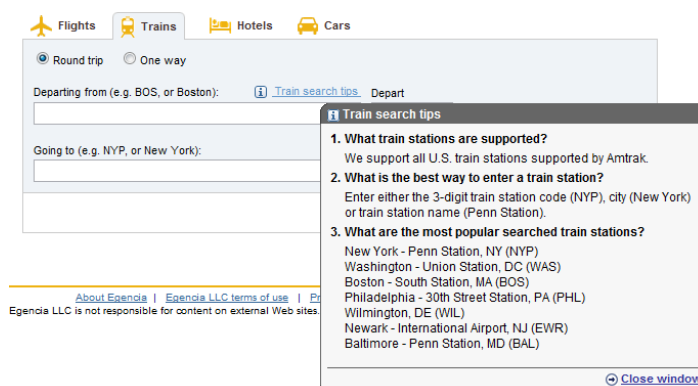 Flights Trains Hotels Cars
Round trip One way
Departing from (e.g. BOS, or Boston): Train search tips Depart
Going to (e.g. NYP, or New York):
Train search tips
1. What train stations are supported?
We support all U.S. train stations supported by Amtrak.
2. What is the best way to enter a train station?
Enter either the 3-digit train station code (NYP), city (New York)
or train station name (Penn Station).
3. What are the most popular searched train stations?
New York - Penn Station, NY (NYP)
Washington - Union Station, DC (WAS)
Boston - South Station, MA (BOS)
Philadelphia - 30th Street Station, PA (PHL)
Wilmington, DE (WIL)
Newark - International Airport, NJ (EWR)
Baltimore - Penn Station, MD (BAL)
Close window
About Egencia | Egencia LLC terms of use | Pr
Egencia LLC is not responsible for content on external Web sites.